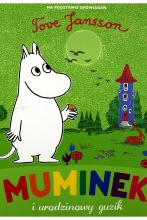 NA PODSTAWIE OPOWIADAŃ
Tove Jansson
MUMINEK
i urodzinowy guzik